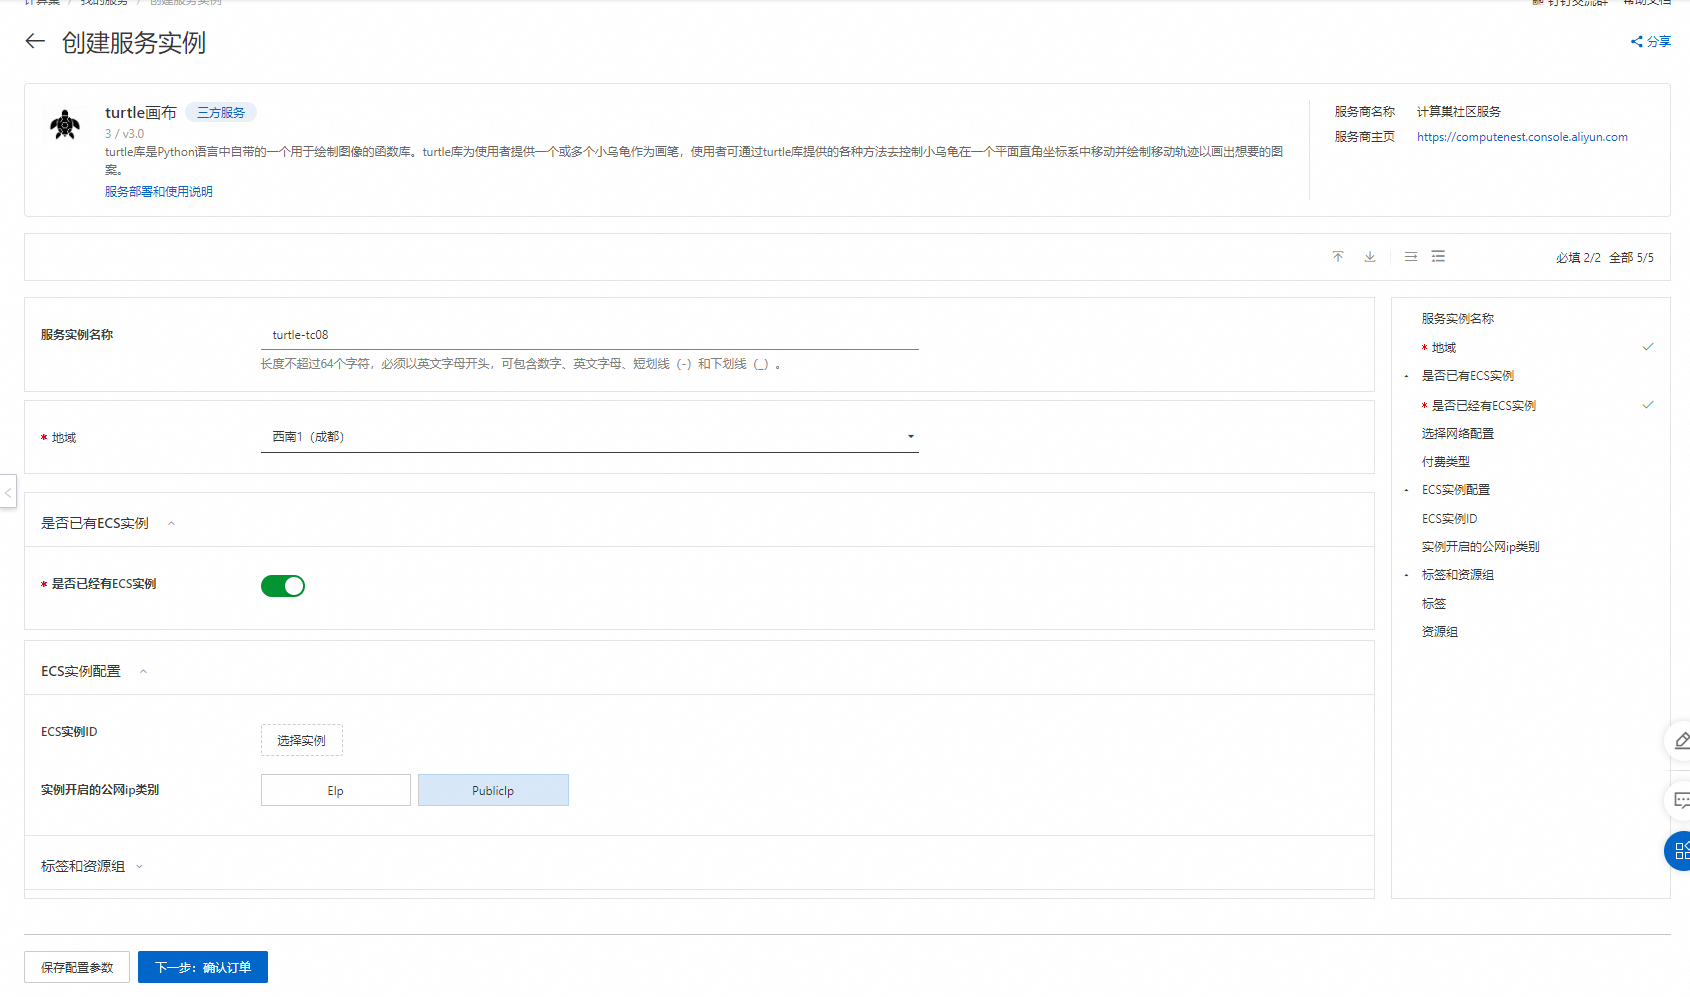 计算巢 / 我的服务 / 创建服务实例
钉钉交流群 帮助文档
创建服务实例
分享
turtle画布 三方服务
3 / v3.0
turtle库是Python语言中自带的一个用于绘制图像的函数库。turtle库为使用者提供一个或多个小乌龟作为画笔，使用者可通过turtle库提供的各种方法去控制小乌龟在一个平面直角坐标系中移动并绘制移动轨迹以画出想要的图
案。
服务部署和使用说明
服务商名称 计算巢社区服务
服务商主页 https://computenest.console.aliyun.com
必填 2/2 全部 5/5
服务实例名称
turtle-tc08
长度不超过64个字符，必须以英文字母开头，可包含数字、英文字母、短划线（-）和下划线（_）。
* 地域
西南1（成都）
是否已有ECS实例
* 是否已经有ECS实例
ECS实例配置
ECS实例ID
选择实例
实例开启的公网ip类别
EIp
PublicIp
标签和资源组
服务实例名称
* 地域
是否已有ECS实例
* 是否已经有ECS实例
选择网络配置
付费类型
ECS实例配置
ECS实例ID
实例开启的公网ip类别
标签和资源组
标签
资源组
保存配置参数
下一步：确认订单